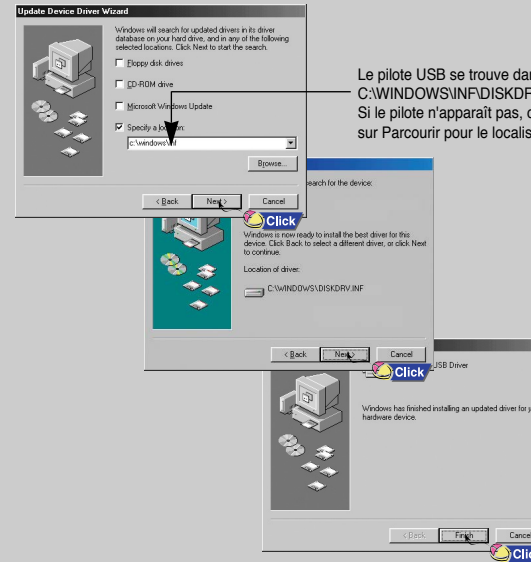 Update Device Driver Wizard
Windows will search for updated drivers in its driver
database on your hard drive, and in any of the following
selected locations. Click Next to start the search.
Floppy disk drives
CD-ROM drive
Microsoft Windows Update
Specify a location:
c:\windows\inf
Browse...
< Back
Next >
Cancel
Click
Le pilote USB se trouve
C:\WINDOWS\INF\DISKDR
Si le pilote n'apparaît pas,
sur Parcourir pour le
search for the device:
Windows is now ready to install the best driver for this
device. Click Back to select a different driver, or click Next
to continue.
Location of driver:
C:\WINDOWS\DISKDRV.INF
< Back
Next >
Cancel
Click
USB Driver
Windows has finished installing an updated driver for
hardware device.
< Back
Finish
Cancel